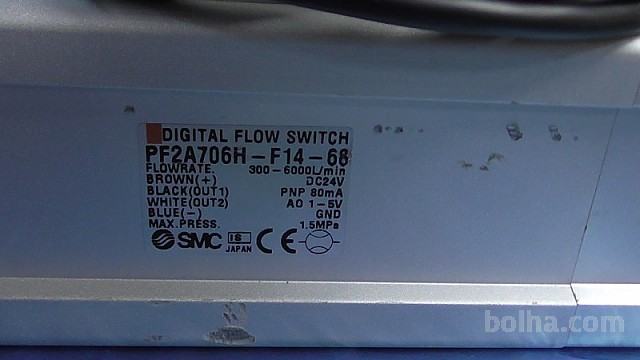 DIGITAL FLOW SWITCH
PF2A706H-F14-68
FLOWRATE. 300-6000L/min
BROWN(+) DC24V
BLACK(OUT1) PNP 80mA
WHITE(OUT2) AO 1-5V
BLUE(-) GND
MAX.PRESS. 1.5MPa
SMC JAPAN CE
bolha.com